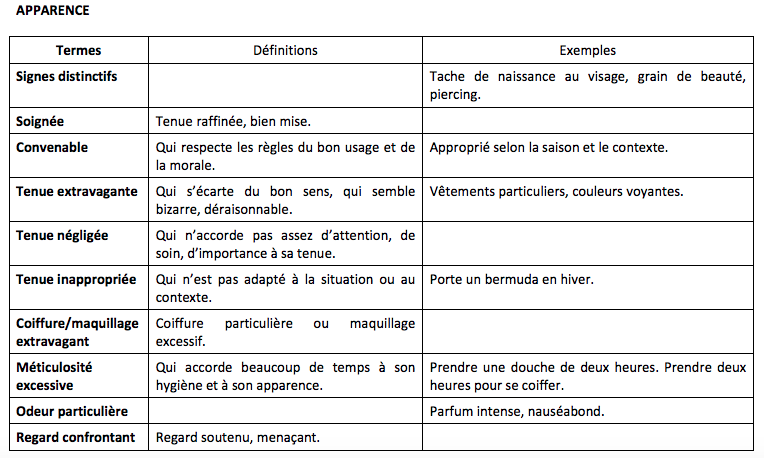 APPARENCE
Termes Définitions Exemples
Signes distinctifs Tache de naissance au visage, grain de beauté,
piercing.
Soignée Tenue raffinée, bien mise.
Convenable Qui respecte les règles du bon usage et de Approprié selon la saison et le contexte.
la morale.
Tenue extravagante Qui s’écarte du bon sens, qui semble Vêtements particuliers, couleurs voyantes.
bizarre, déraisonnable.
Tenue négligée Qui n’accorde pas assez d’attention, de
soin, d’importance à sa tenue.
Tenue inappropriée Qui n’est pas adapté à la situation ou au Porte un bermuda en hiver.
contexte.
Coiffure/maquillage Coiffure particulière ou maquillage
extravagant excessif.
Méticulosité Qui accorde beaucoup de temps à son Prendre une douche de deux heures. Prendre deux
excessive hygiène et à son apparence. heures pour se coiffer.
Odeur particulière Parfum intense, nauséabond.
Regard confrontant Regard soutenu, menaçant.